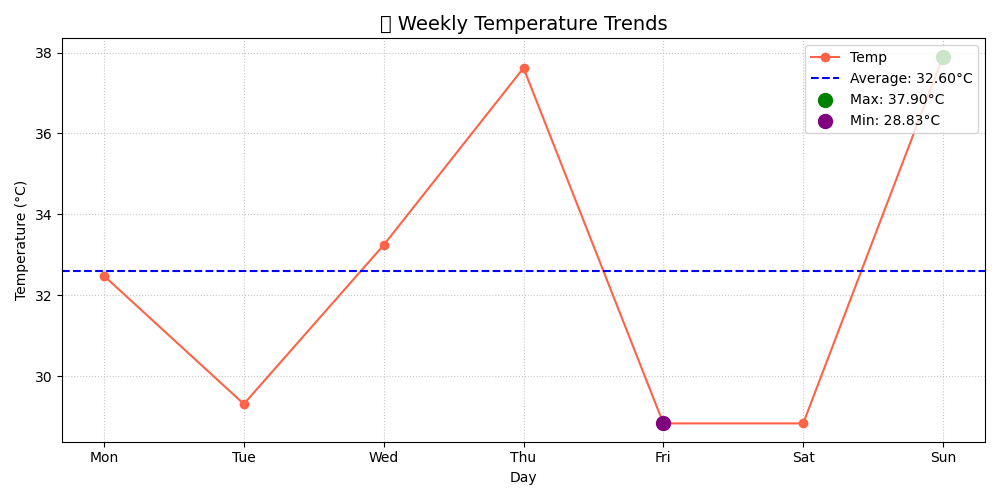 Weekly Temperature Trends
38
36
34
32
30
Temperature (°C)
Temp
Average: 32.60°C
Max: 37.90°C
Min: 28.83°C
Mon Tue Wed Thu Fri Sat Sun
Day